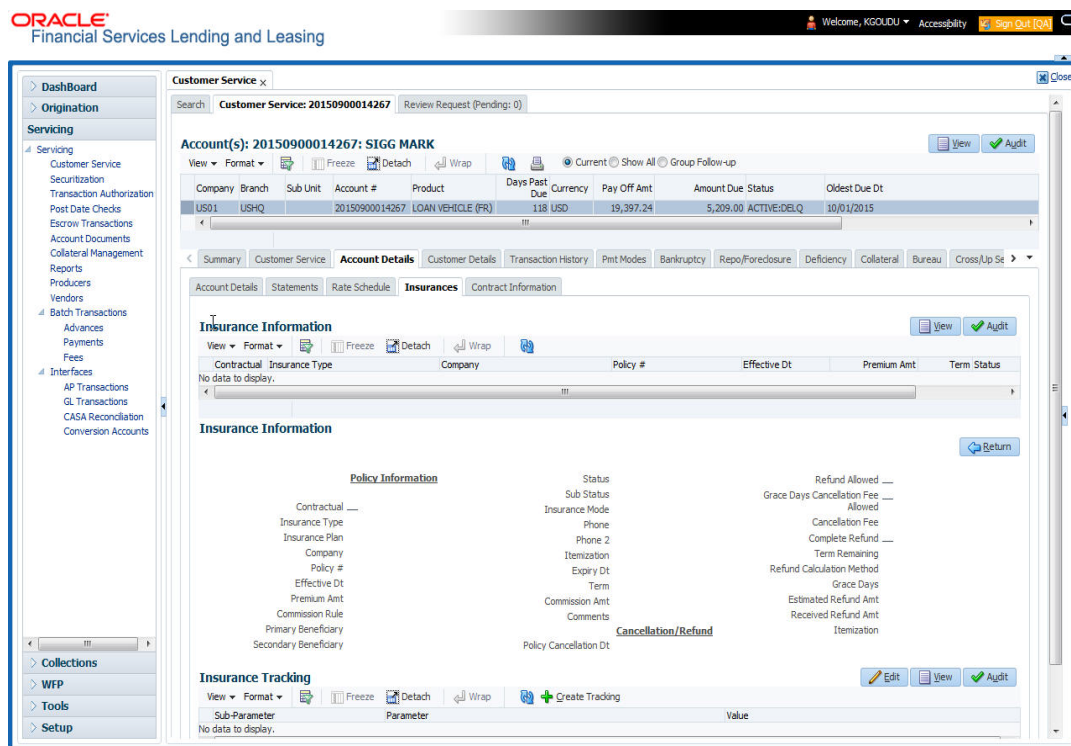 ORACLE
Financial Services Lending and Leasing
Welcome, KGOUDU Accessibility Sign Out [QA]
Close
DashBoard
Origination
Servicing
Servicing
Customer Service
Securitization
Transaction Authorization
Post Date Checks
Escrow Transactions
Account Documents
Collateral Management
Reports
Producers
Vendors
Batch Transactions
Advances
Payments
Fees
Interfaces
AP Transactions
GL Transactions
CASA Reconciliation
Conversion Accounts
Collections
WFP
Tools
Setup
Customer Service
Search Customer Service: 20150900014267 Review Request (Pending: 0)
Account(s): 20150900014267: SIGG MARK
View Audit
View Format Freeze Detach Wrap Current Show All Group Follow-up
Company Branch Sub Unit Account # Product Days Past Due Currency Pay Off Amt Amount Due Status Oldest Due Dt
US01 USHQ 20150900014267 LOAN VEHICLE (FR) 118 USD 19,397.24 5,209.00 ACTIVE:DELQ 10/01/2015
Summary Customer Service Account Details Customer Details Transaction History Pmt Modes Bankruptcy Repo/Foreclosure Deficiency Collateral Bureau Cross/Up Se
Account Details Statements Rate Schedule Insurances Contract Information
Insurance Information
View Audit
View Format Freeze Detach Wrap
Contractual Insurance Type Company Policy # Effective Dt Premium Amt Term Status
No data to display.
Insurance Information
Return
Policy Information
Contractual
Insurance Type
Insurance Plan
Company
Policy #
Effective Dt
Premium Amt
Commission Rule
Primary Beneficiary
Secondary Beneficiary
Status
Sub Status
Insurance Mode
Phone
Phone 2
Itemization
Expiry Dt
Term
Commission Amt
Comments
Cancellation/Refund
Policy Cancellation Dt
Refund Allowed
Grace Days Cancellation Fee
Allowed
Cancellation Fee
Complete Refund
Term Remaining
Refund Calculation Method
Grace Days
Estimated Refund Amt
Received Refund Amt
Itemization
Insurance Tracking
Edit View Audit
View Format Freeze Detach Wrap Create Tracking
Sub-Parameter Parameter Value
No data to display.